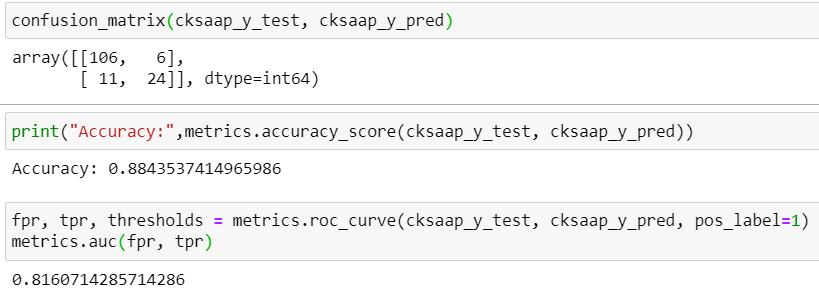 confusion_matrix(cksaap_y_test, cksaap_y_pred)
array([[106,   6],
       [ 11,  24]], dtype=int64)
print("Accuracy:",metrics.accuracy_score(cksaap_y_test, cksaap_y_pred))
Accuracy: 0.8843537414965986
fpr, tpr, thresholds = metrics.roc_curve(cksaap_y_test, cksaap_y_pred, pos_label=1)
metrics.auc(fpr, tpr)
0.8160714285714286